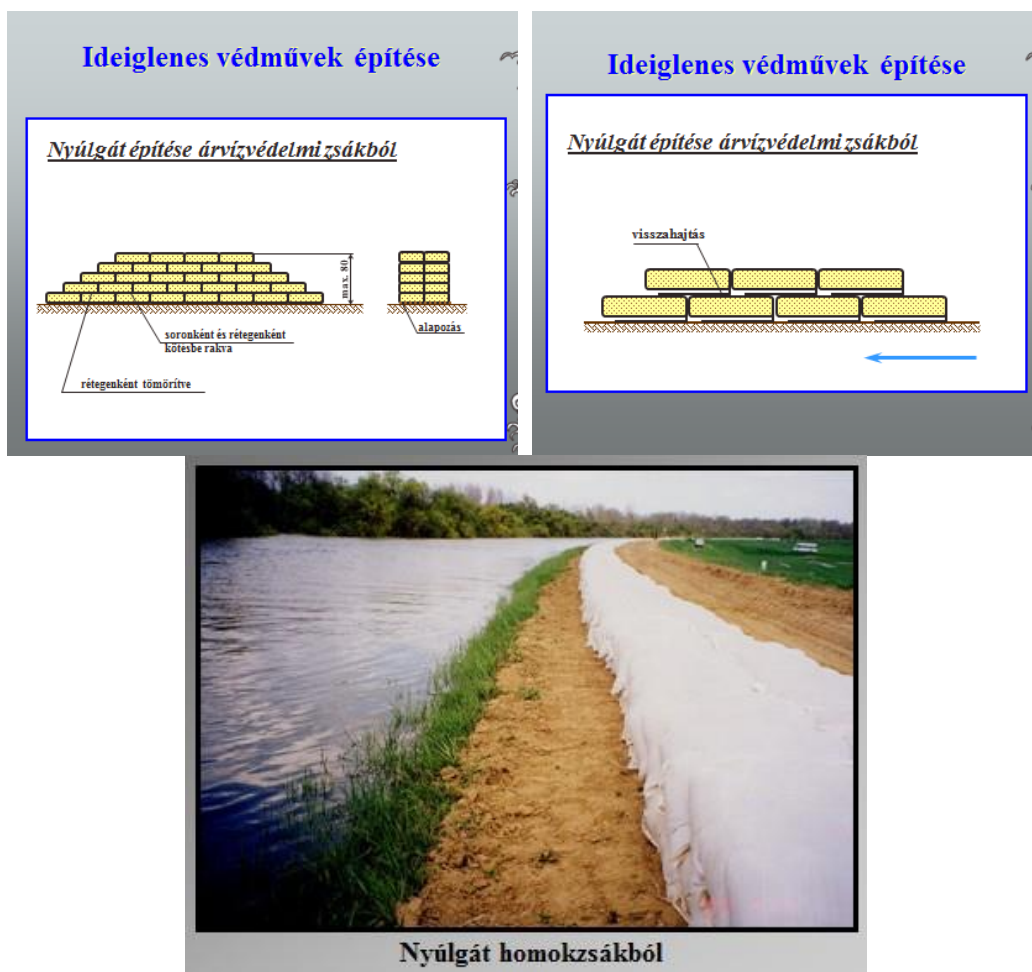 Ideiglenes védművek építése
Nyúlgát építése árvízvédelmi zsákból
max. 80
alapozás
soronként és rétegenként
kötésbe rakva
rétegenként tömörítve
Ideiglenes védművek építése
Nyúlgát építése árvízvédelmi zsákból
visszahajtás
Nyúlgát homokzsákból